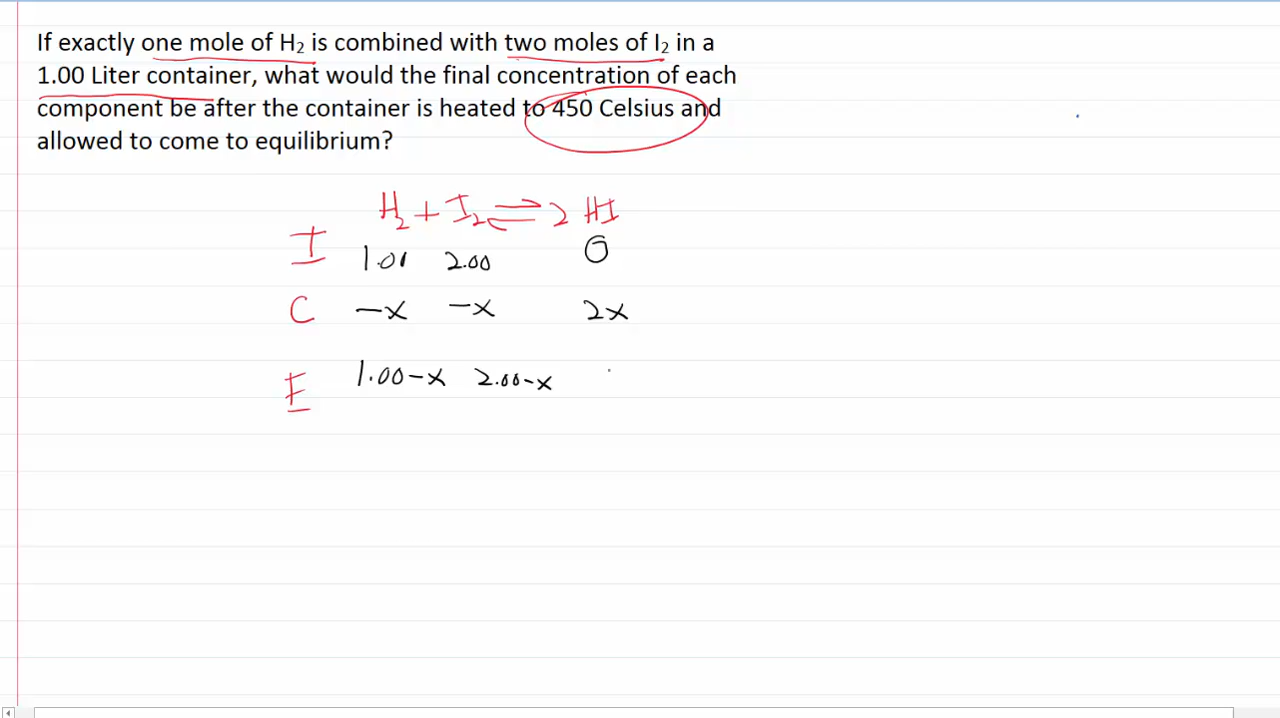 If exactly one mole of H₂ is combined with two moles of I₂ in a
1.00 Liter container, what would the final concentration of each
component be after the container is heated to 450 Celsius and
allowed to come to equilibrium?
H₂ + I₂ ⇌ 2 HI
I 1.00 2.00 0
C -x -x 2x
E 1.00-x 2.00-x